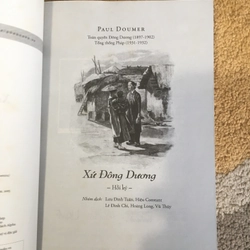 PAUL DOUMER
Toàn quyền Đông Dương (1897-1902)
Tổng thống Pháp (1931-1932)
Xứ Đông Dương
~ Hồi ký ~
Nhóm dịch: Lưu Đình Tuân, Hiệu Constant,
Lê Đình Chi, Hoàng Long, Vũ Thúy